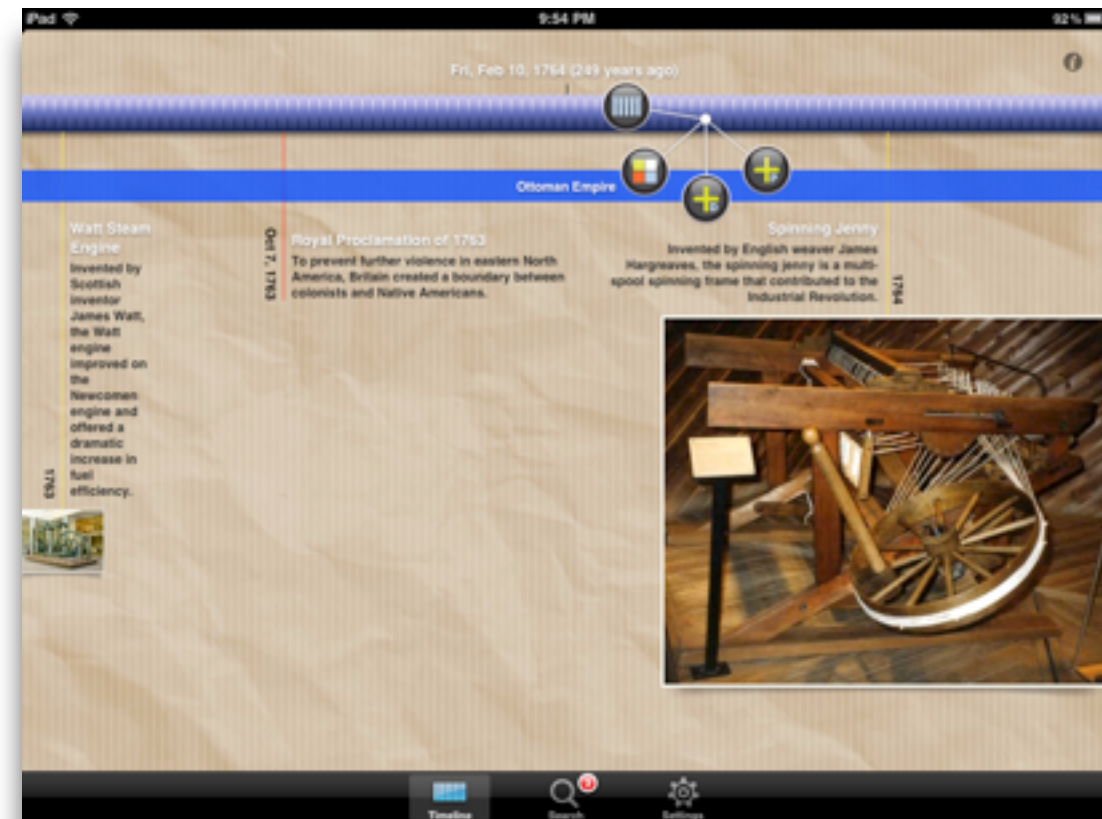 iPad 9:54 PM 92%
Fri, Feb 10, 1764 (249 years ago)
Ottoman Empire
Watt Steam
Engine
Invented by
Scottish
inventor
James Watt,
the Watt
engine
improved on
the
Newcomen
engine and
offered a
dramatic
increase in
fuel
efficiency.
1763
Oct 7, 1763
Royal Proclamation of 1763
To prevent further violence in eastern North
America, Britain created a boundary between
colonists and Native Americans.
Spinning Jenny
Invented by English weaver James
Hargreaves, the spinning jenny is a multi-
spool spinning frame that contributed to the
Industrial Revolution.
1764
Timeline
Search
Settings